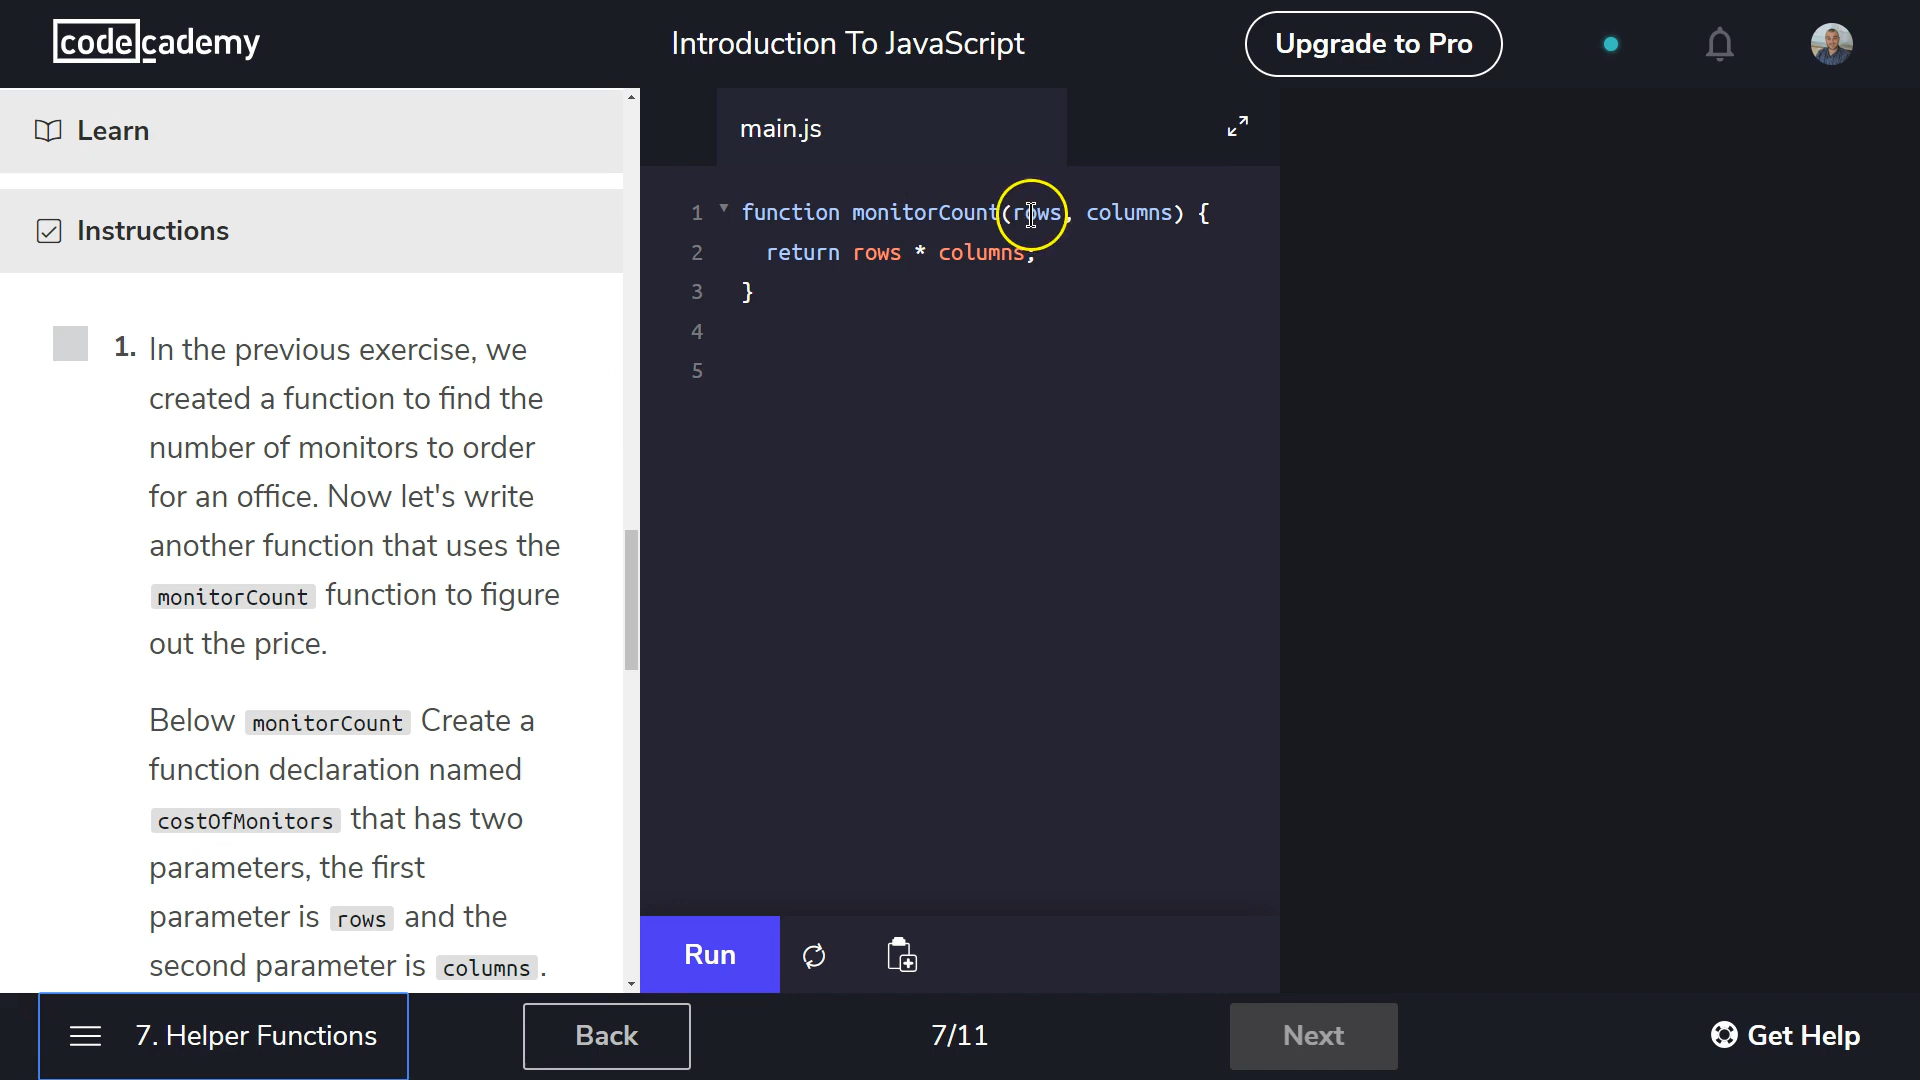 codecademy
Introduction To JavaScript
Upgrade to Pro
Learn
Instructions
1. In the previous exercise, we
created a function to find the
number of monitors to order
for an office. Now let's write
another function that uses the
monitorCount function to figure
out the price.
Below monitorCount Create a
function declaration named
costOfMonitors that has two
parameters, the first
parameter is rows and the
second parameter is columns.
main.js
1 function monitorCount(rows, columns) {
2 return rows * columns;
3 }
4
5
Run
7. Helper Functions
Back
7/11
Next
Get Help